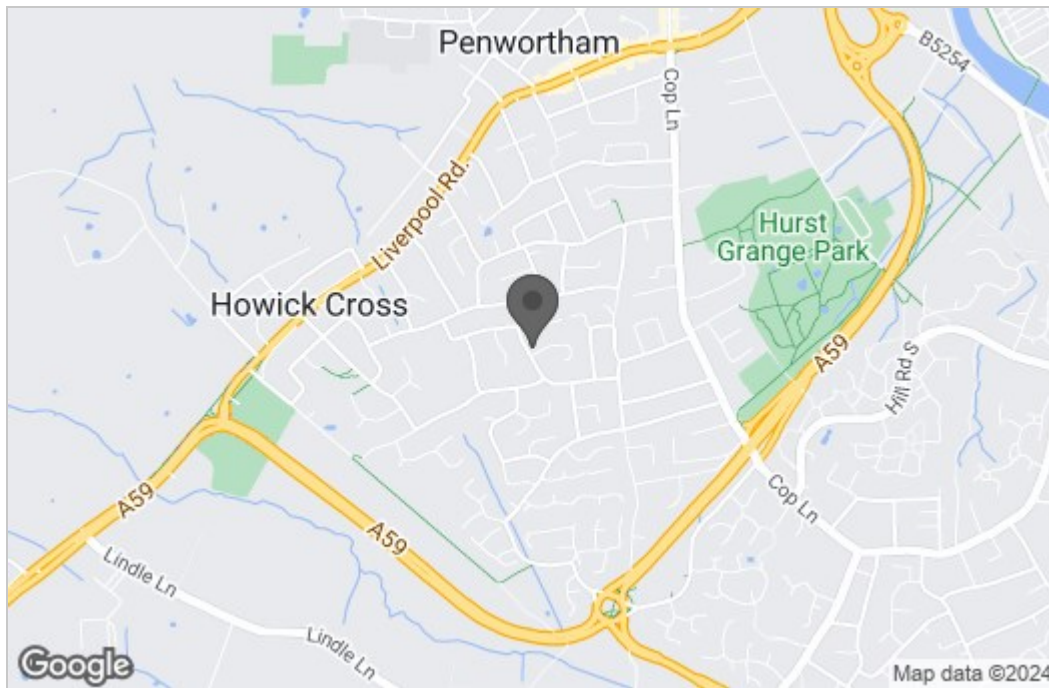 Penwortham
B5254
Cop Ln
Liverpool Rd.
Hurst
Grange Park
Howick Cross
A59
Hill Rd S
A59
A59
Cop Ln
Lindle Ln
Lindle Ln
Google
Map data ©2024